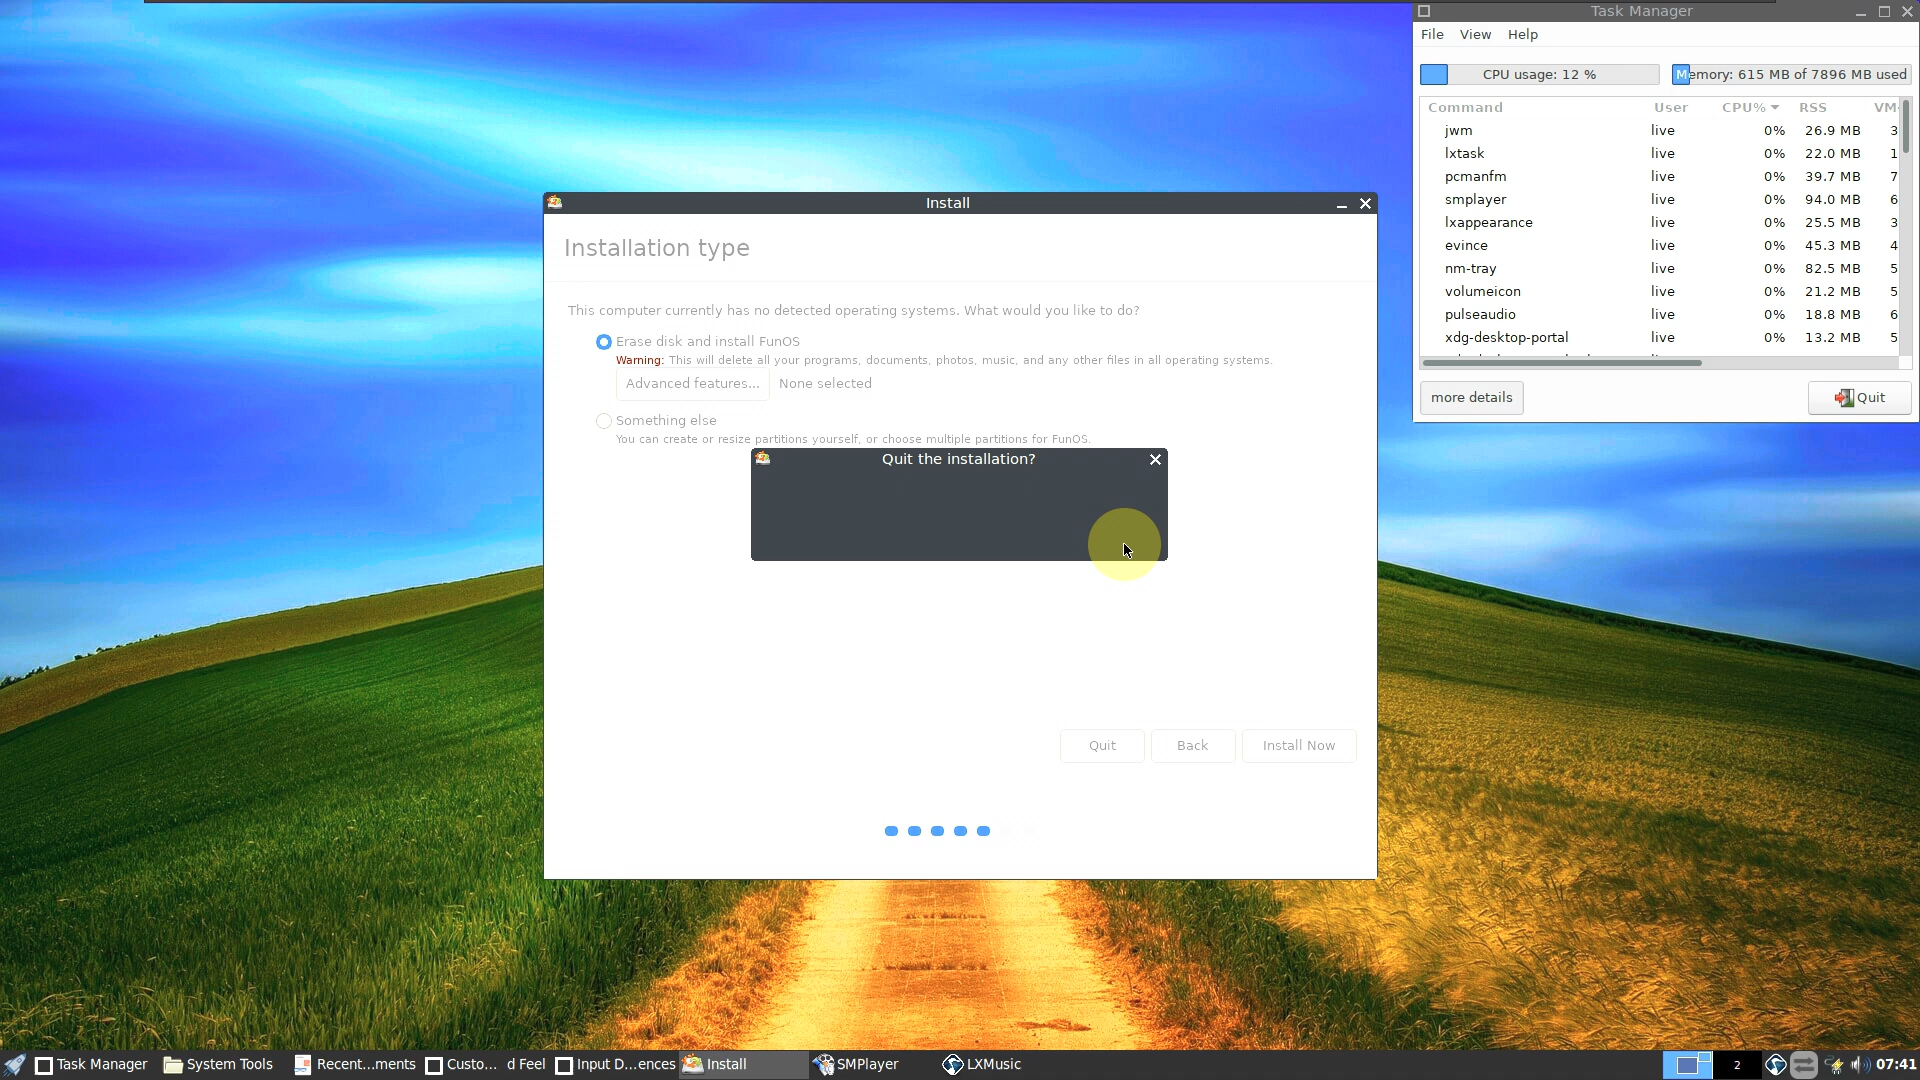 Task Manager
File View Help
CPU usage: 12 %
Memory: 615 MB of 7896 MB used
Command User CPU% RSS VM
jwm live 0% 26.9 MB 3
lxtask live 0% 22.0 MB 1
pcmanfm live 0% 39.7 MB 7
smplayer live 0% 94.0 MB 6
lxappearance live 0% 25.5 MB 3
evince live 0% 45.3 MB 4
nm-tray live 0% 82.5 MB 5
volumeicon live 0% 21.2 MB 5
pulseaudio live 0% 18.8 MB 6
xdg-desktop-portal live 0% 13.2 MB 5
more details
Quit
Install
Installation type
This computer currently has no detected operating systems. What would you like to do?
Erase disk and install FunOS
Warning: This will delete all your programs, documents, photos, music, and any other files in all operating systems.
Advanced features... None selected
Something else
You can create or resize partitions yourself, or choose multiple partitions for FunOS.
Quit the installation?
Quit Back Install Now
Task Manager System Tools Recent...ments Custo... d Feel Input D...ences Install SMPlayer LXMusic 2 07:41